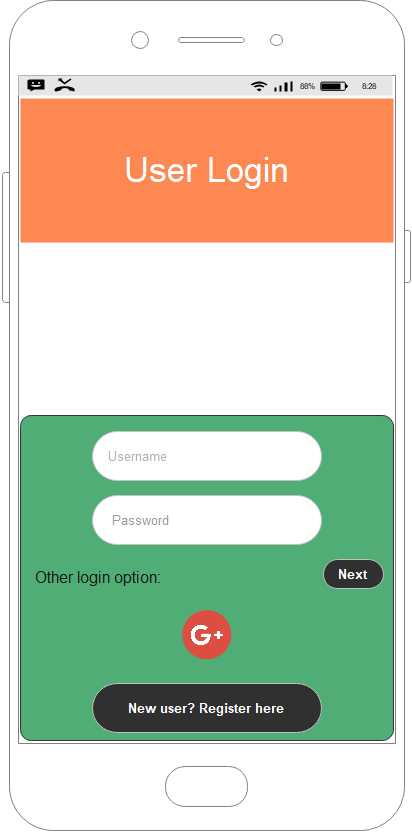 88% 8:28
User Login
Username
Password
Other login option:
Next
G+
New user? Register here